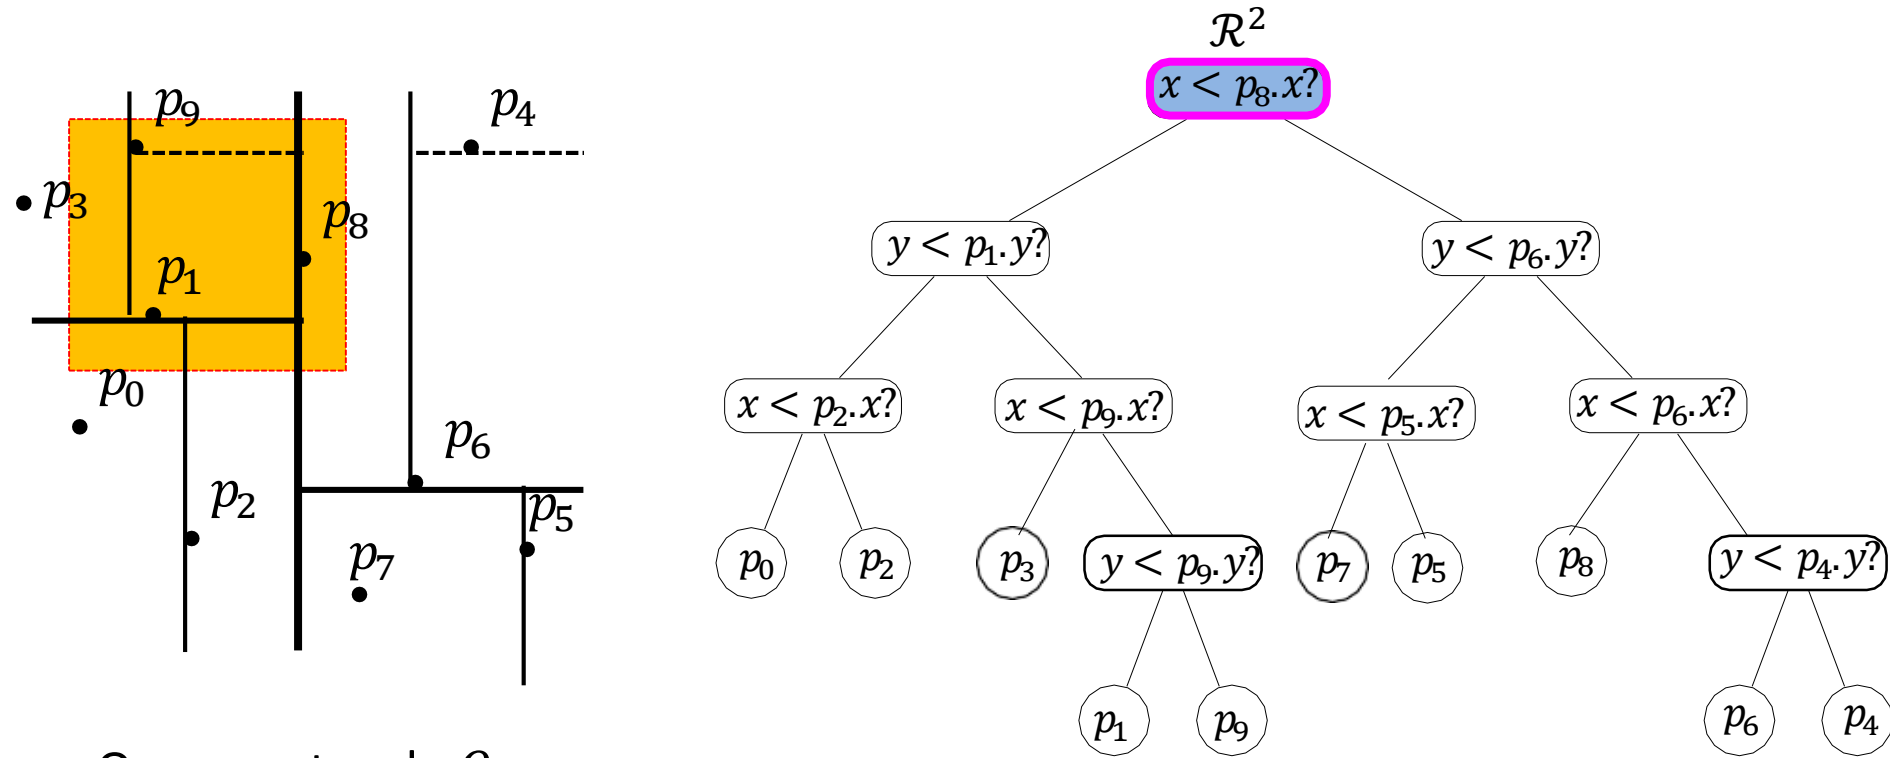 p₉
p₄
p₃
p₈
p₁
p₀
p₆
p₂
p₅
p₇
ℛ²
x < p₈.x?
y < p₁.y?
y < p₆.y?
x < p₂.x?
x < p₉.x?
x < p₅.x?
x < p₆.x?
p₀
p₂
p₃
y < p₉.y?
p₇
p₅
p₈
y < p₄.y?
p₁
p₉
p₆
p₄